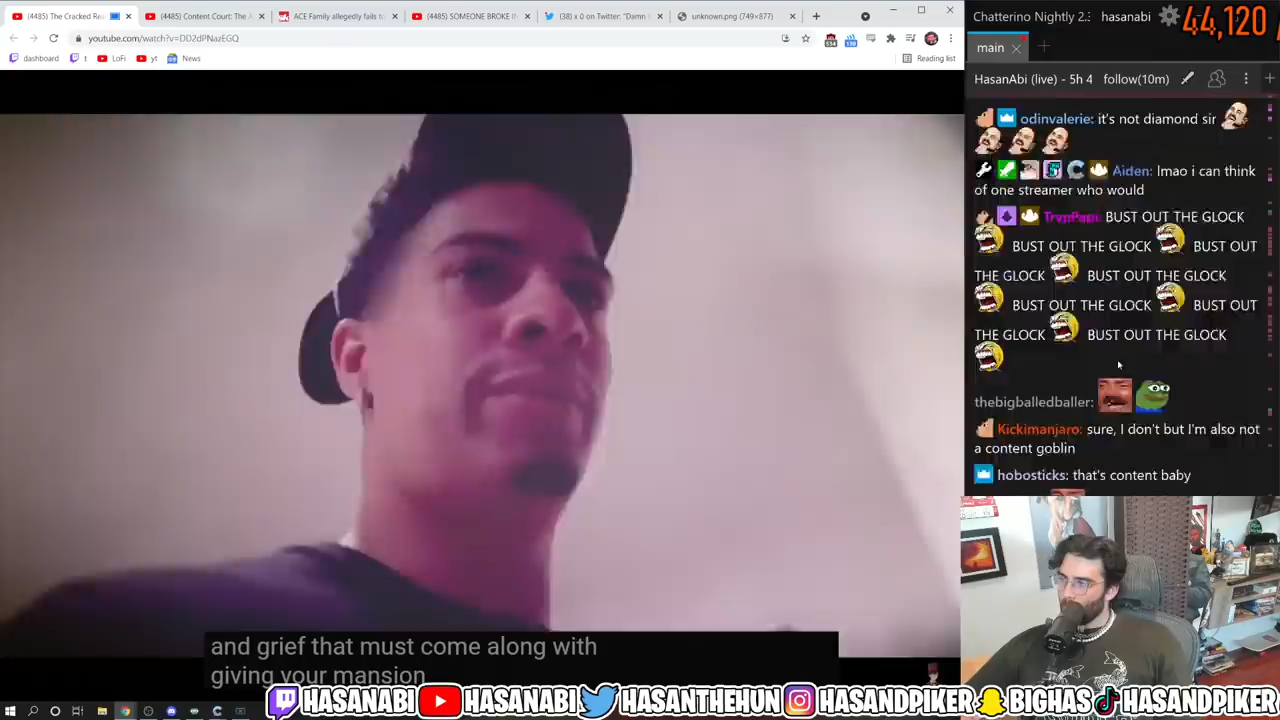 (4485) The Cracked Rea
(4485) Content Court: The A
ACE Family allegedly fails to
(4485) SOMEONE BROKE IN
(38) x 0 on Twitter: "Damn
unknown.png (749×877)
youtube.com/watch?v=DD2dPNazEGQ
dashboard
t
LoFi
yt
News
Reading list
Chatterino Nightly 2.
hasanabi
44,120
main
HasanAbi (live) - 5h 4
follow(10m)
odinvalerie: it's not diamond sir
Aiden: lmao i can think
of one streamer who would
BUST OUT THE GLOCK
BUST OUT THE GLOCK BUST OUT
THE GLOCK BUST OUT THE GLOCK
BUST OUT THE GLOCK BUST OUT
THE GLOCK BUST OUT THE GLOCK
thebigballedballer:
Kickimanjaro: sure, I don't but I'm also not
a content goblin
hobosticks: that's content baby
and grief that must come along with
giving your mansion
HASANABI HASANABI HASANTHEHUN HASANDPIKER BIGHAS HASANDPIKER